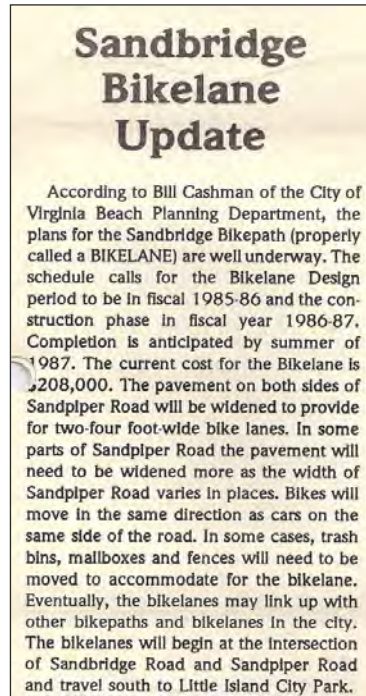 Sandbridge
Bikelane
Update
According to Bill Cashman of the City of
Virginia Beach Planning Department, the
plans for the Sandbridge Bikepath (properly
called a BIKELANE) are well underway. The
schedule calls for the Bikelane Design
period to be in fiscal 1985-86 and the con-
struction phase in fiscal year 1986-87.
Completion is anticipated by summer of
1987. The current cost for the Bikelane is
$208,000. The pavement on both sides of
Sandpiper Road will be widened to provide
for two-four foot-wide bike lanes. In some
parts of Sandpiper Road the pavement will
need to be widened more as the width of
Sandpiper Road varies in places. Bikes will
move in the same direction as cars on the
same side of the road. In some cases, trash
bins, mailboxes and fences will need to be
moved to accommodate for the bikelane.
Eventually, the bikelanes may link up with
other bikepaths and bikelanes in the city.
The bikelanes will begin at the intersection
of Sandbridge Road and Sandpiper Road
and travel south to Little Island City Park.